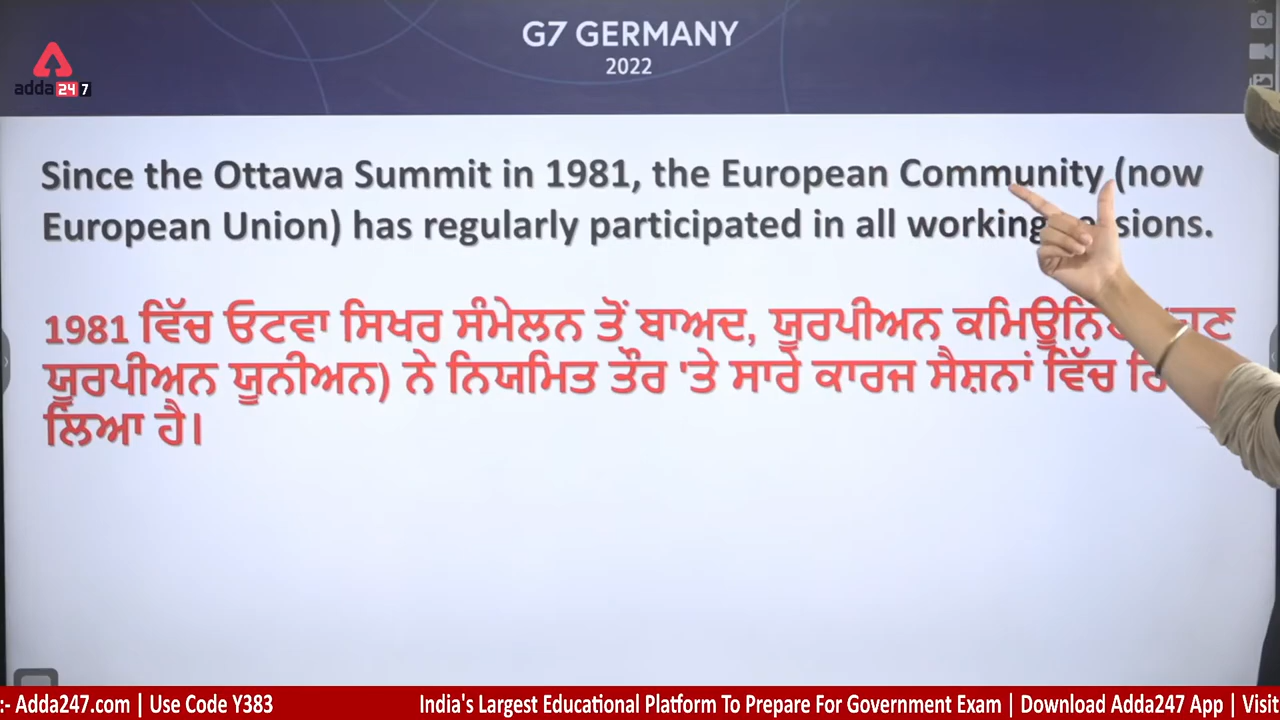 G7 GERMANY
2022
adda 24 7
Since the Ottawa Summit in 1981, the European Community (now
European Union) has regularly participated in all working
1981 ਵਿੱਚ ਓਟਵਾ ਸਿਖਰ ਸੰਮੇਲਨ ਤੋਂ ਬਾਅਦ, ਯੂਰਪੀਅਨ
ਯੂਰਪੀਅਨ ਯੂਨੀਅਨ) ਨੇ ਨਿਯਮਿਤ ਤੌਰ 'ਤੇ ਸਾਰੇ ਕਾਰਜ ਸੈਸ਼ਨਾਂ ਵਿੱਚ
ਲਿਆ ਹੈ।
:- Adda247.com | Use Code Y383 India's Largest Educational Platform To Prepare For Government Exam | Download Adda247 App | Visit